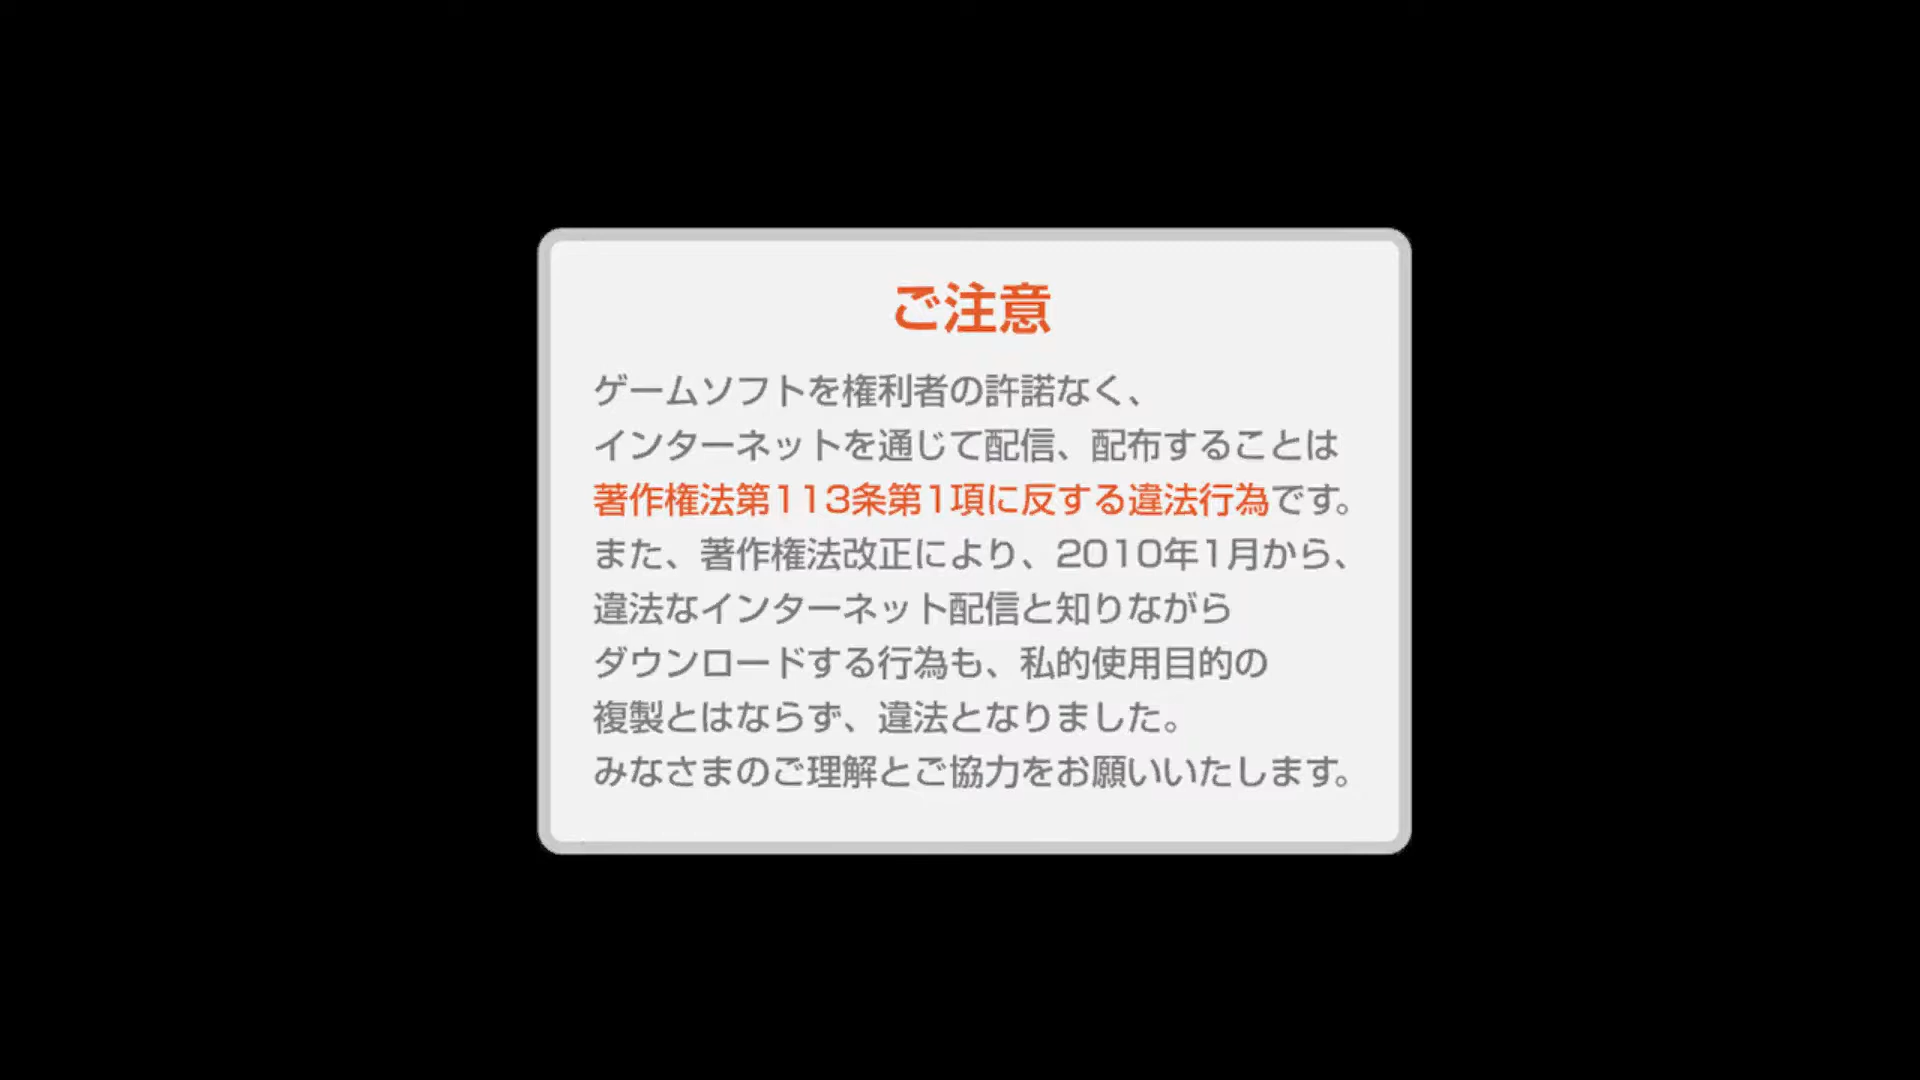 ご注意
ゲームソフトを権利者の許諾なく、
インターネットを通じて配信、配布することは
著作権法第113条第1項に反する違法行為です。
また、著作権法改正により、2010年1月から、
違法なインターネット配信と知りながら
ダウンロードする行為も、私的使用目的の
複製とはならず、違法となりました。
みなさまのご理解とご協力をお願いいたします。